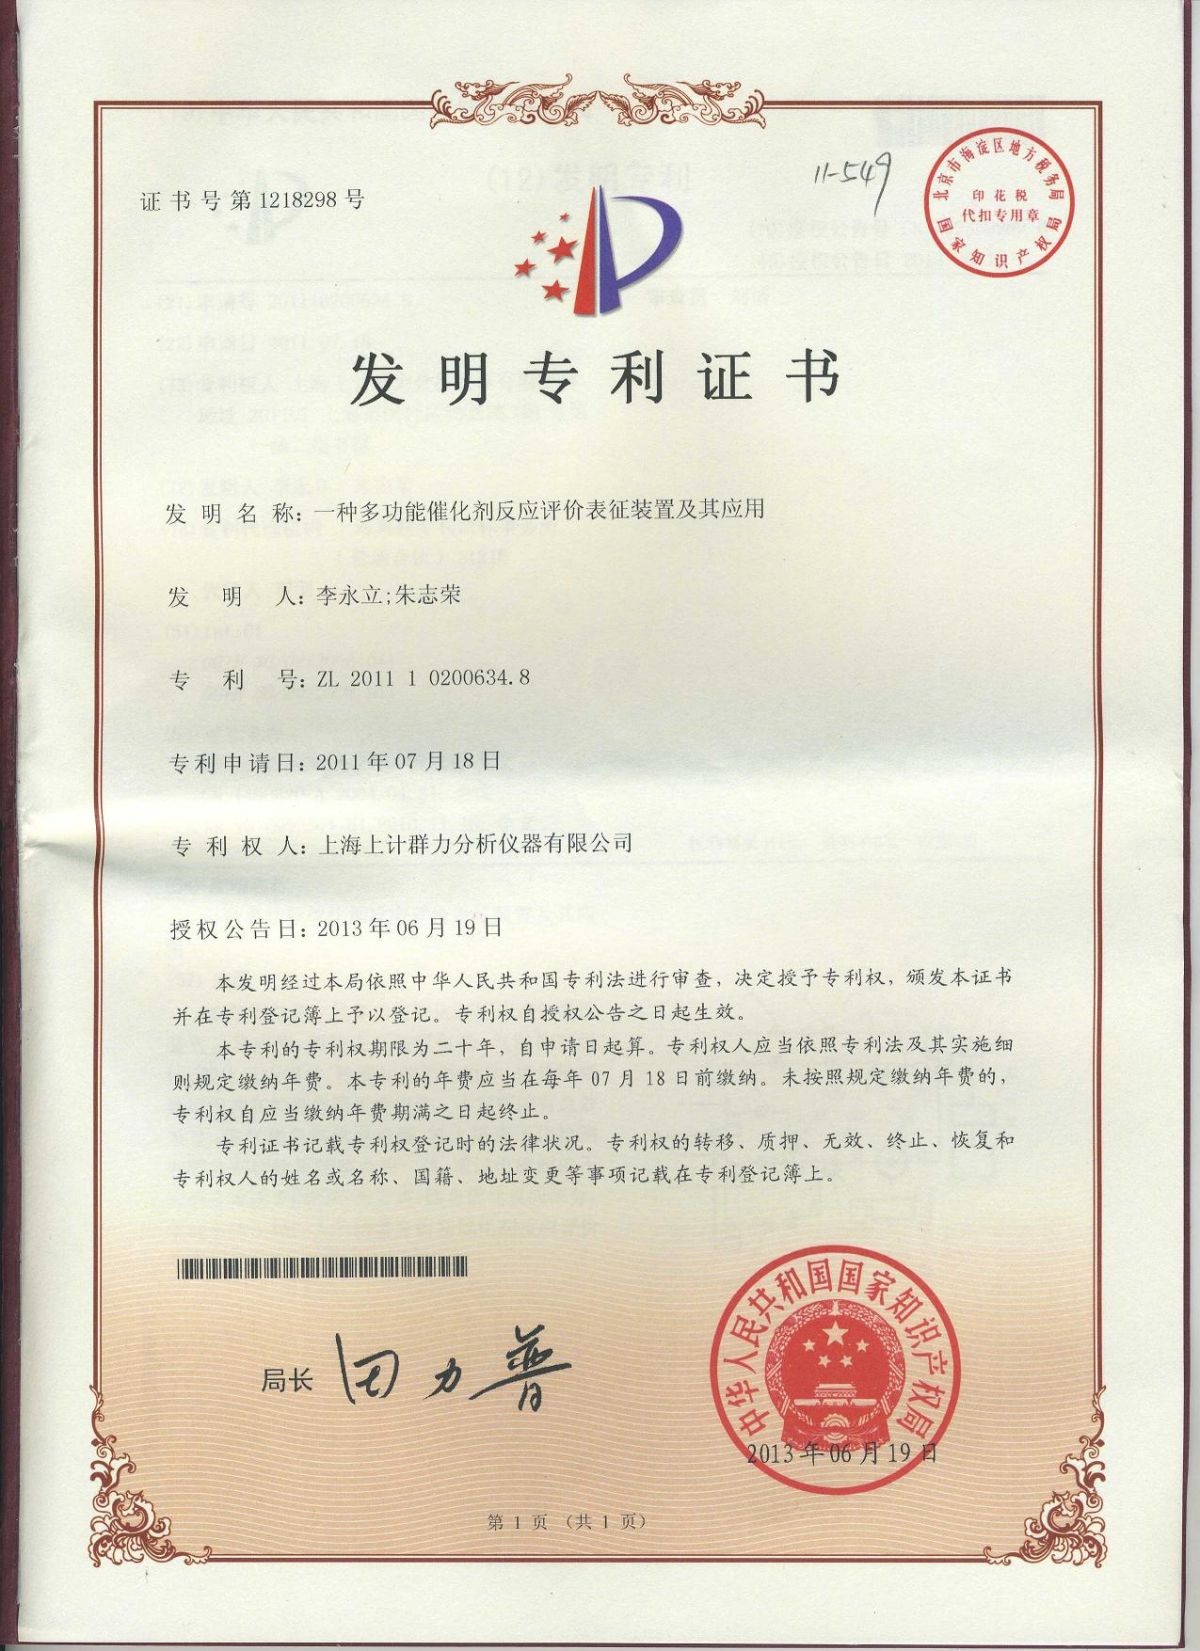 证书号第1218298号
11-549
北京市海淀区地方税务局
印花税
代扣专用章
国家知识产权局
发明专利证书
发明名称：一种多功能催化剂反应评价表征装置及其应用
发明人：李永立;朱志荣
专利号：ZL 2011 1 0200634.8
专利申请日：2011年07月18日
专利权人：上海上计群力分析仪器有限公司
授权公告日：2013年06月19日
本发明经过本局依照中华人民共和国专利法进行审查，决定授予专利权，颁发本证书
并在专利登记簿上予以登记。专利权自授权公告之日起生效。
本专利的专利权期限为二十年，自申请日起算。专利权人应当依照专利法及其实施细
则规定缴纳年费。本专利的年费应当在每年07月18日前缴纳。未按照规定缴纳年费的，
专利权自应当缴纳年费期满之日起终止。
专利证书记载专利权登记时的法律状况。专利权的转移、质押、无效、终止、恢复和
专利权人的姓名或名称、国籍、地址变更等事项记载在专利登记簿上。
局长 田力普
中华人民共和国国家知识产权局
2013年06月19日
第1页（共1页）